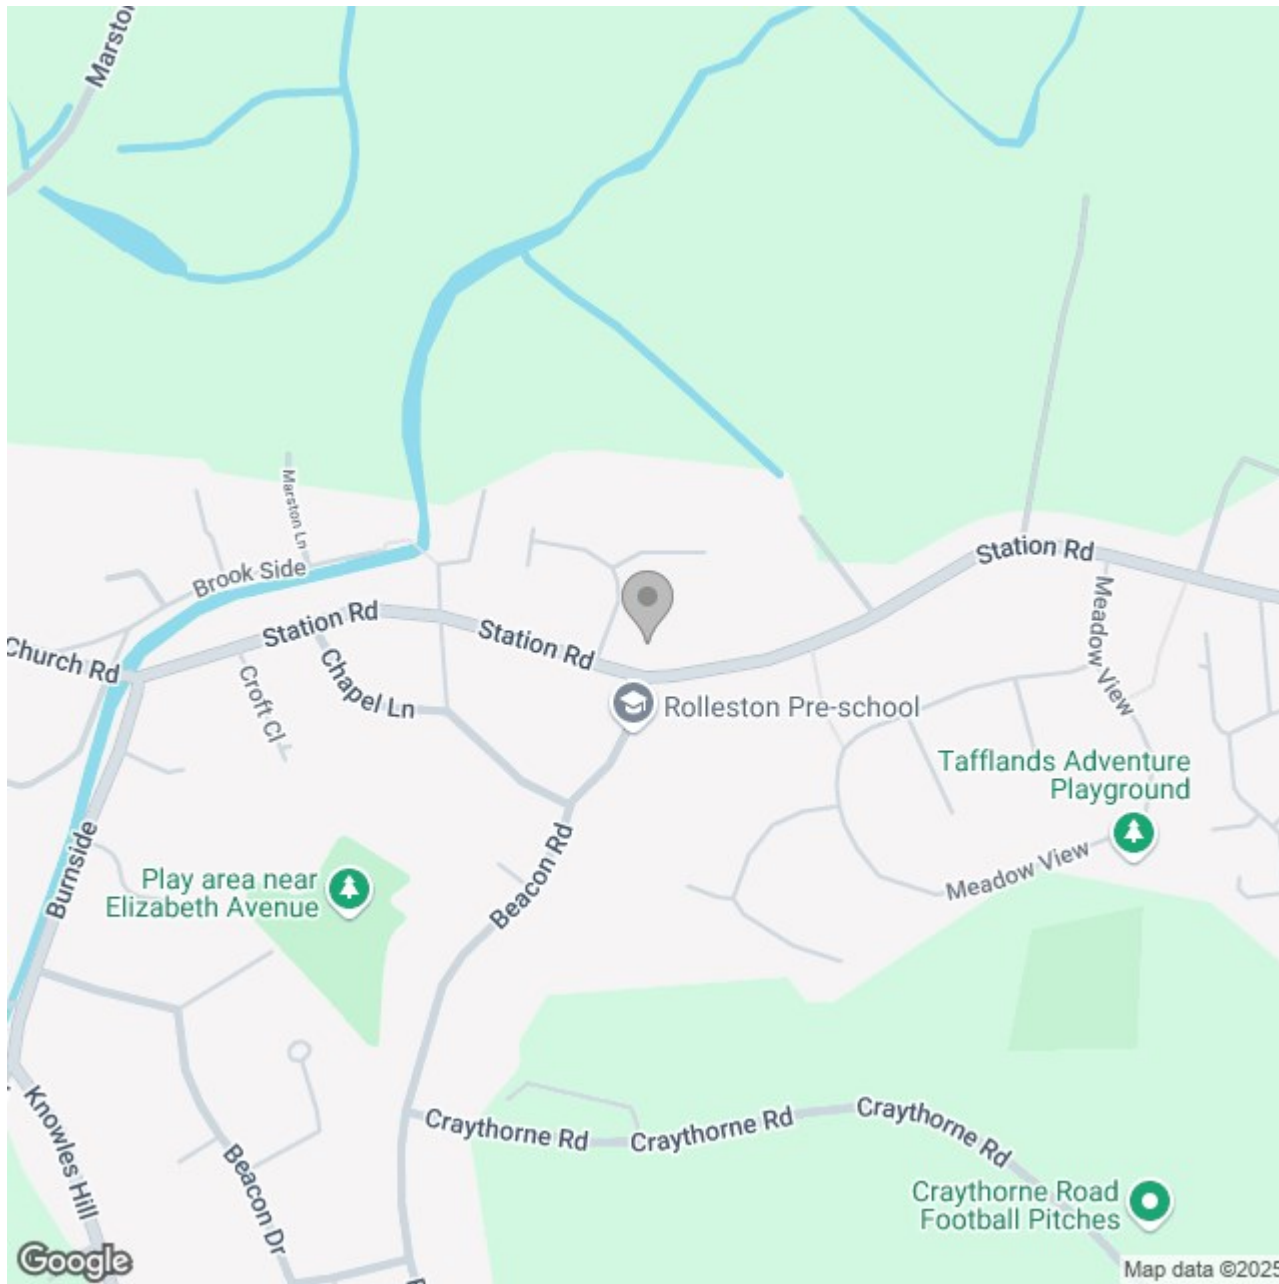 Marston
Marston Ln
Brook Side
Station Rd
Station Rd
Station Rd
Church Rd
Croft Cl
Chapel Ln
Meadow View
Rolleston Pre-school
Tafflands Adventure
Playground
Burnside
Play area near
Elizabeth Avenue
Beacon Rd
Meadow View
Knowles Hill
Beacon Dr
Craythorne Rd
Craythorne Rd
Craythorne Rd
Craythorne Road
Football Pitches
Google
Map data ©2025